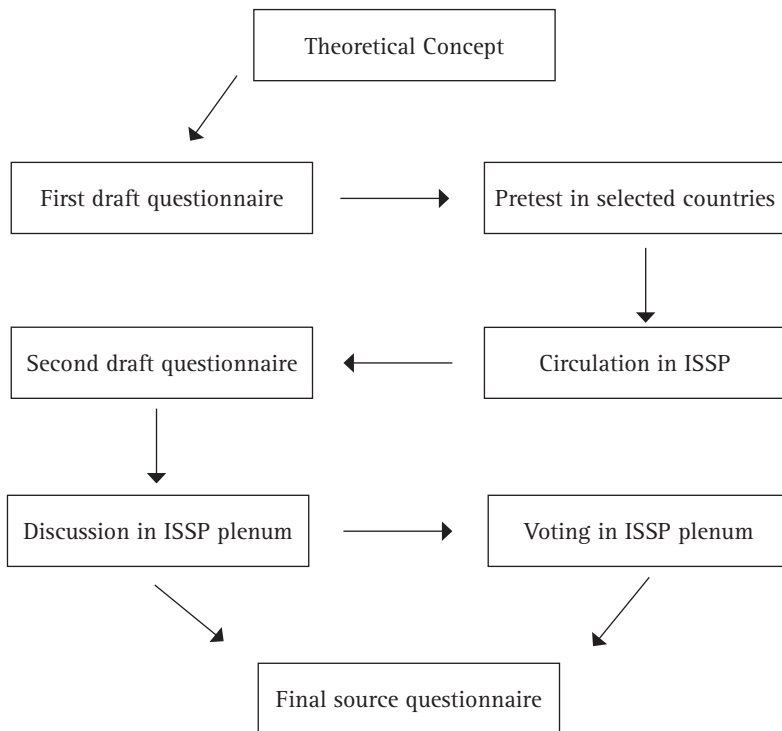 Theoretical Concept
First draft questionnaire
Pretest in selected countries
Second draft questionnaire
Circulation in ISSP
Discussion in ISSP plenum
Voting in ISSP plenum
Final source questionnaire